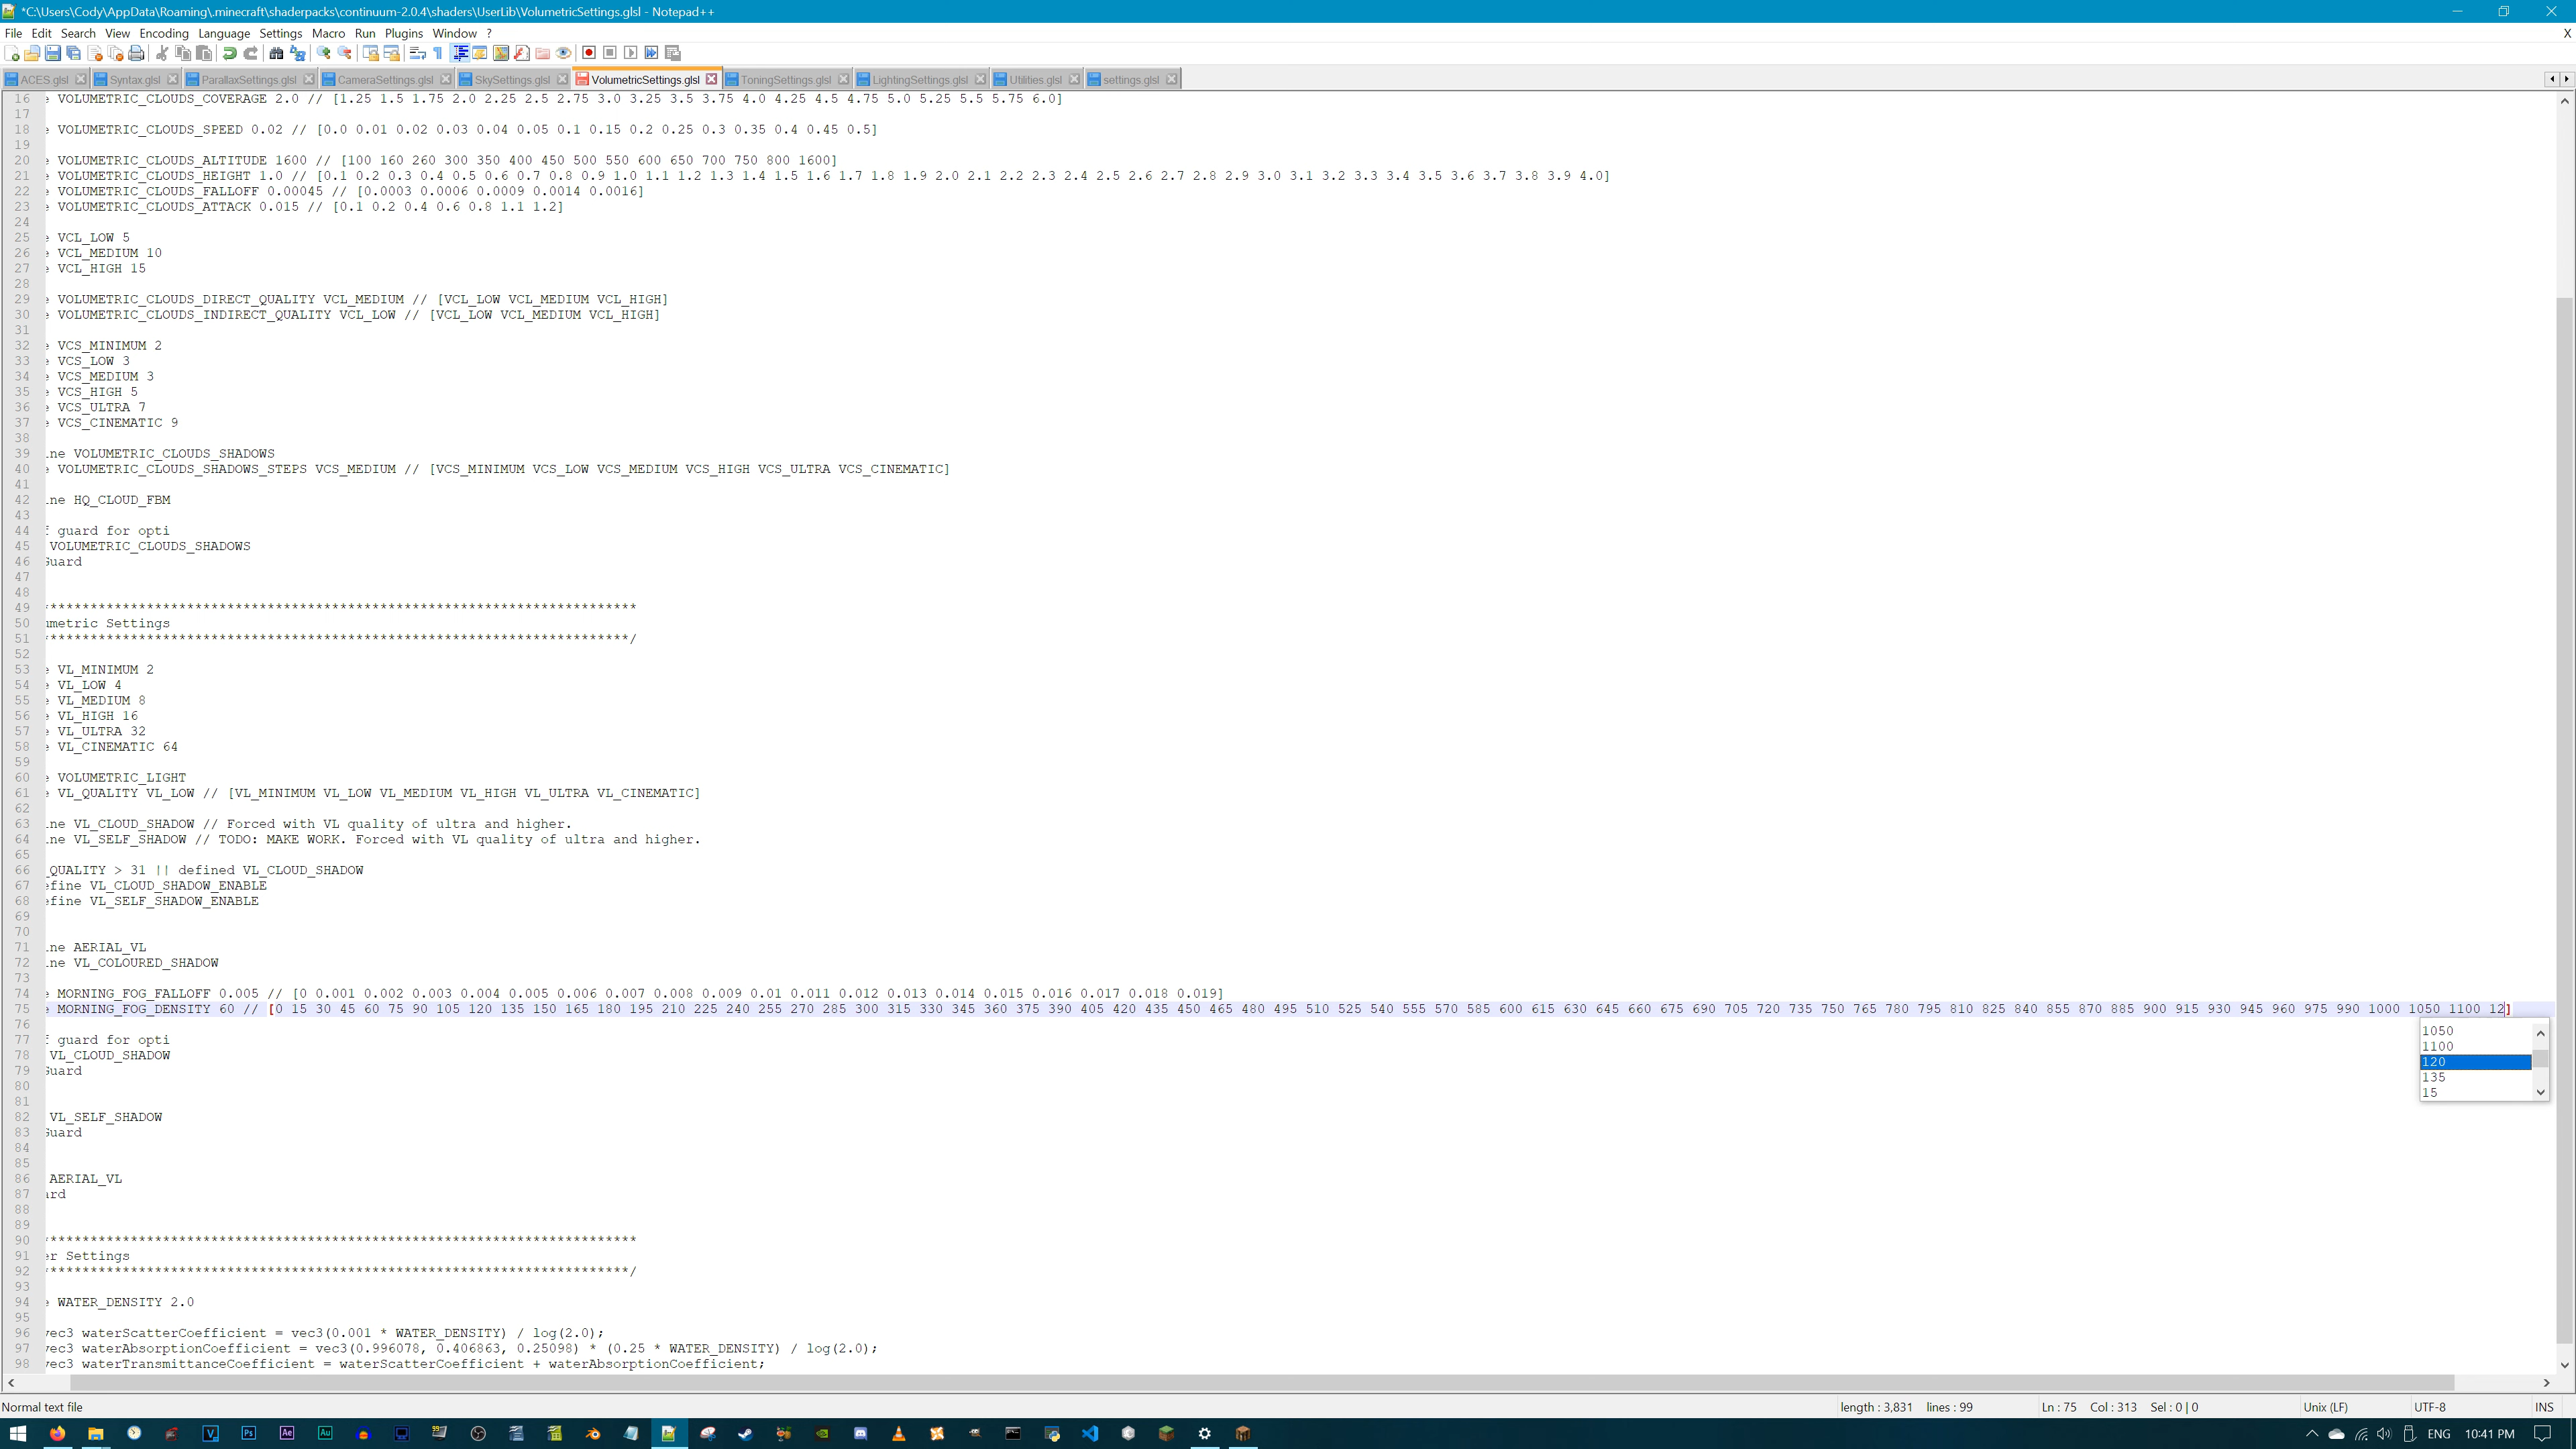 *C:\Users\Cody\AppData\Roaming\.minecraft\shaderpacks\continuum-2.0.4\shaders\UserLib\VolumetricSettings.glsl - Notepad++
File Edit Search View Encoding Language Settings Macro Run Plugins Window ? X
ACES.glsl Syntax.glsl ParallaxSettings.glsl CameraSettings.glsl SkySettings.glsl VolumetricSettings.glsl ToningSettings.glsl LightingSettings.glsl Utilities.glsl settings.glsl
16 e VOLUMETRIC_CLOUDS_COVERAGE 2.0 // [1.25 1.5 1.75 2.0 2.25 2.5 2.75 3.0 3.25 3.5 3.75 4.0 4.25 4.5 4.75 5.0 5.25 5.5 5.75 6.0]
17
18 e VOLUMETRIC_CLOUDS_SPEED 0.02 // [0.0 0.01 0.02 0.03 0.04 0.05 0.1 0.15 0.2 0.25 0.3 0.35 0.4 0.45 0.5]
19
20 e VOLUMETRIC_CLOUDS_ALTITUDE 1600 // [100 160 260 300 350 400 450 500 550 600 650 700 750 800 1600]
21 e VOLUMETRIC_CLOUDS_HEIGHT 1.0 // [0.1 0.2 0.3 0.4 0.5 0.6 0.7 0.8 0.9 1.0 1.1 1.2 1.3 1.4 1.5 1.6 1.7 1.8 1.9 2.0 2.1 2.2 2.3 2.4 2.5 2.6 2.7 2.8 2.9 3.0 3.1 3.2 3.3 3.4 3.5 3.6 3.7 3.8 3.9 4.0]
22 e VOLUMETRIC_CLOUDS_FALLOFF 0.00045 // [0.0003 0.0006 0.0009 0.0014 0.0016]
23 e VOLUMETRIC_CLOUDS_ATTACK 0.015 // [0.1 0.2 0.4 0.6 0.8 1.1 1.2]
24
25 e VCL_LOW 5
26 e VCL_MEDIUM 10
27 e VCL_HIGH 15
28
29 e VOLUMETRIC_CLOUDS_DIRECT_QUALITY VCL_MEDIUM // [VCL_LOW VCL_MEDIUM VCL_HIGH]
30 e VOLUMETRIC_CLOUDS_INDIRECT_QUALITY VCL_LOW // [VCL_LOW VCL_MEDIUM VCL_HIGH]
31
32 e VCS_MINIMUM 2
33 e VCS_LOW 3
34 e VCS_MEDIUM 3
35 e VCS_HIGH 5
36 e VCS_ULTRA 7
37 e VCS_CINEMATIC 9
38
39 ine VOLUMETRIC_CLOUDS_SHADOWS
40 e VOLUMETRIC_CLOUDS_SHADOWS_STEPS VCS_MEDIUM // [VCS_MINIMUM VCS_LOW VCS_MEDIUM VCS_HIGH VCS_ULTRA VCS_CINEMATIC]
41
42 ine HQ_CLOUD_FBM
43
44 f guard for opti
45 VOLUMETRIC_CLOUDS_SHADOWS
46 Guard
47
48
49 *************************************************************************
50 umetric Settings
51 ************************************************************************/
52
53 e VL_MINIMUM 2
54 e VL_LOW 4
55 e VL_MEDIUM 8
56 e VL_HIGH 16
57 e VL_ULTRA 32
58 e VL_CINEMATIC 64
59
60 e VOLUMETRIC_LIGHT
61 e VL_QUALITY VL_LOW // [VL_MINIMUM VL_LOW VL_MEDIUM VL_HIGH VL_ULTRA VL_CINEMATIC]
62
63 ine VL_CLOUD_SHADOW // Forced with VL quality of ultra and higher.
64 ine VL_SELF_SHADOW // TODO: MAKE WORK. Forced with VL quality of ultra and higher.
65
66 _QUALITY > 31 || defined VL_CLOUD_SHADOW
67 efine VL_CLOUD_SHADOW_ENABLE
68 efine VL_SELF_SHADOW_ENABLE
69
70
71 ine AERIAL_VL
72 ine VL_COLOURED_SHADOW
73
74 e MORNING_FOG_FALLOFF 0.005 // [0 0.001 0.002 0.003 0.004 0.005 0.006 0.007 0.008 0.009 0.01 0.011 0.012 0.013 0.014 0.015 0.016 0.017 0.018 0.019]
75 e MORNING_FOG_DENSITY 60 // [0 15 30 45 60 75 90 105 120 135 150 165 180 195 210 225 240 255 270 285 300 315 330 345 360 375 390 405 420 435 450 465 480 495 510 525 540 555 570 585 600 615 630 645 660 675 690 705 720 735 750 765 780 795 810 825 840 855 870 885 900 915 930 945 960 975 990 1000 1050 1100 12]
76
77 f guard for opti
78 VL_CLOUD_SHADOW
79 Guard
80
81
82 VL_SELF_SHADOW
83 Guard
84
85
86 AERIAL_VL
87 ard
88
89
90 *************************************************************************
91 er Settings
92 ************************************************************************/
93
94 e WATER_DENSITY 2.0
95
96 vec3 waterScatterCoefficient = vec3(0.001 * WATER_DENSITY) / log(2.0);
97 vec3 waterAbsorptionCoefficient = vec3(0.996078, 0.406863, 0.25098) * (0.25 * WATER_DENSITY) / log(2.0);
98 vec3 waterTransmittanceCoefficient = waterScatterCoefficient + waterAbsorptionCoefficient;
1050
1100
120
135
15
Normal text file length : 3,831 lines : 99 Ln : 75 Col : 313 Sel : 0 | 0 Unix (LF) UTF-8 INS
Ps Ae Au 99 ENG 10:41 PM